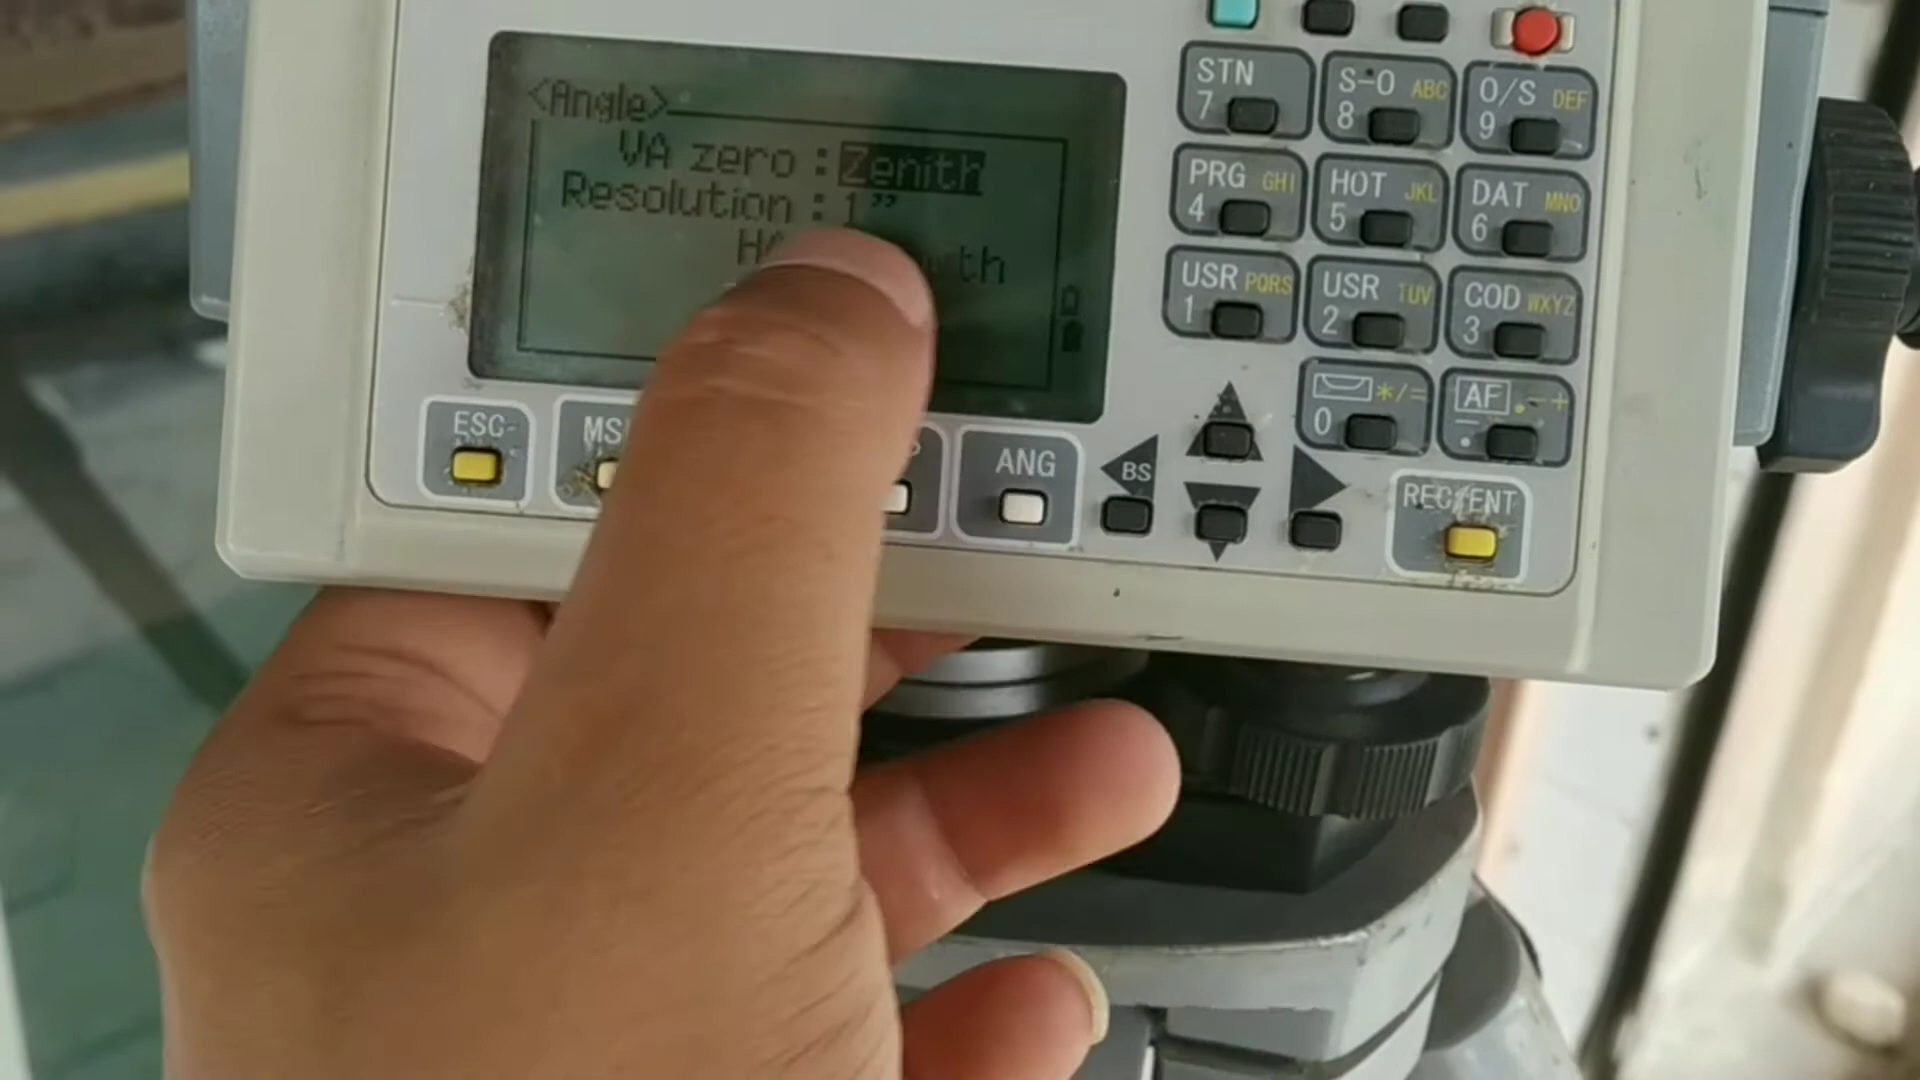 <Angle>
VA zero : Zenith
Resolution : 1”
STN
7
S-O ABC
8
O/S DEF
9
PRG GHI
4
HOT JKL
5
DAT MNO
6
USR PQRS
1
USR TUV
2
COD WXYZ
3
*/=
0
AF .-+
ESC
ANG
BS
REC/ENT